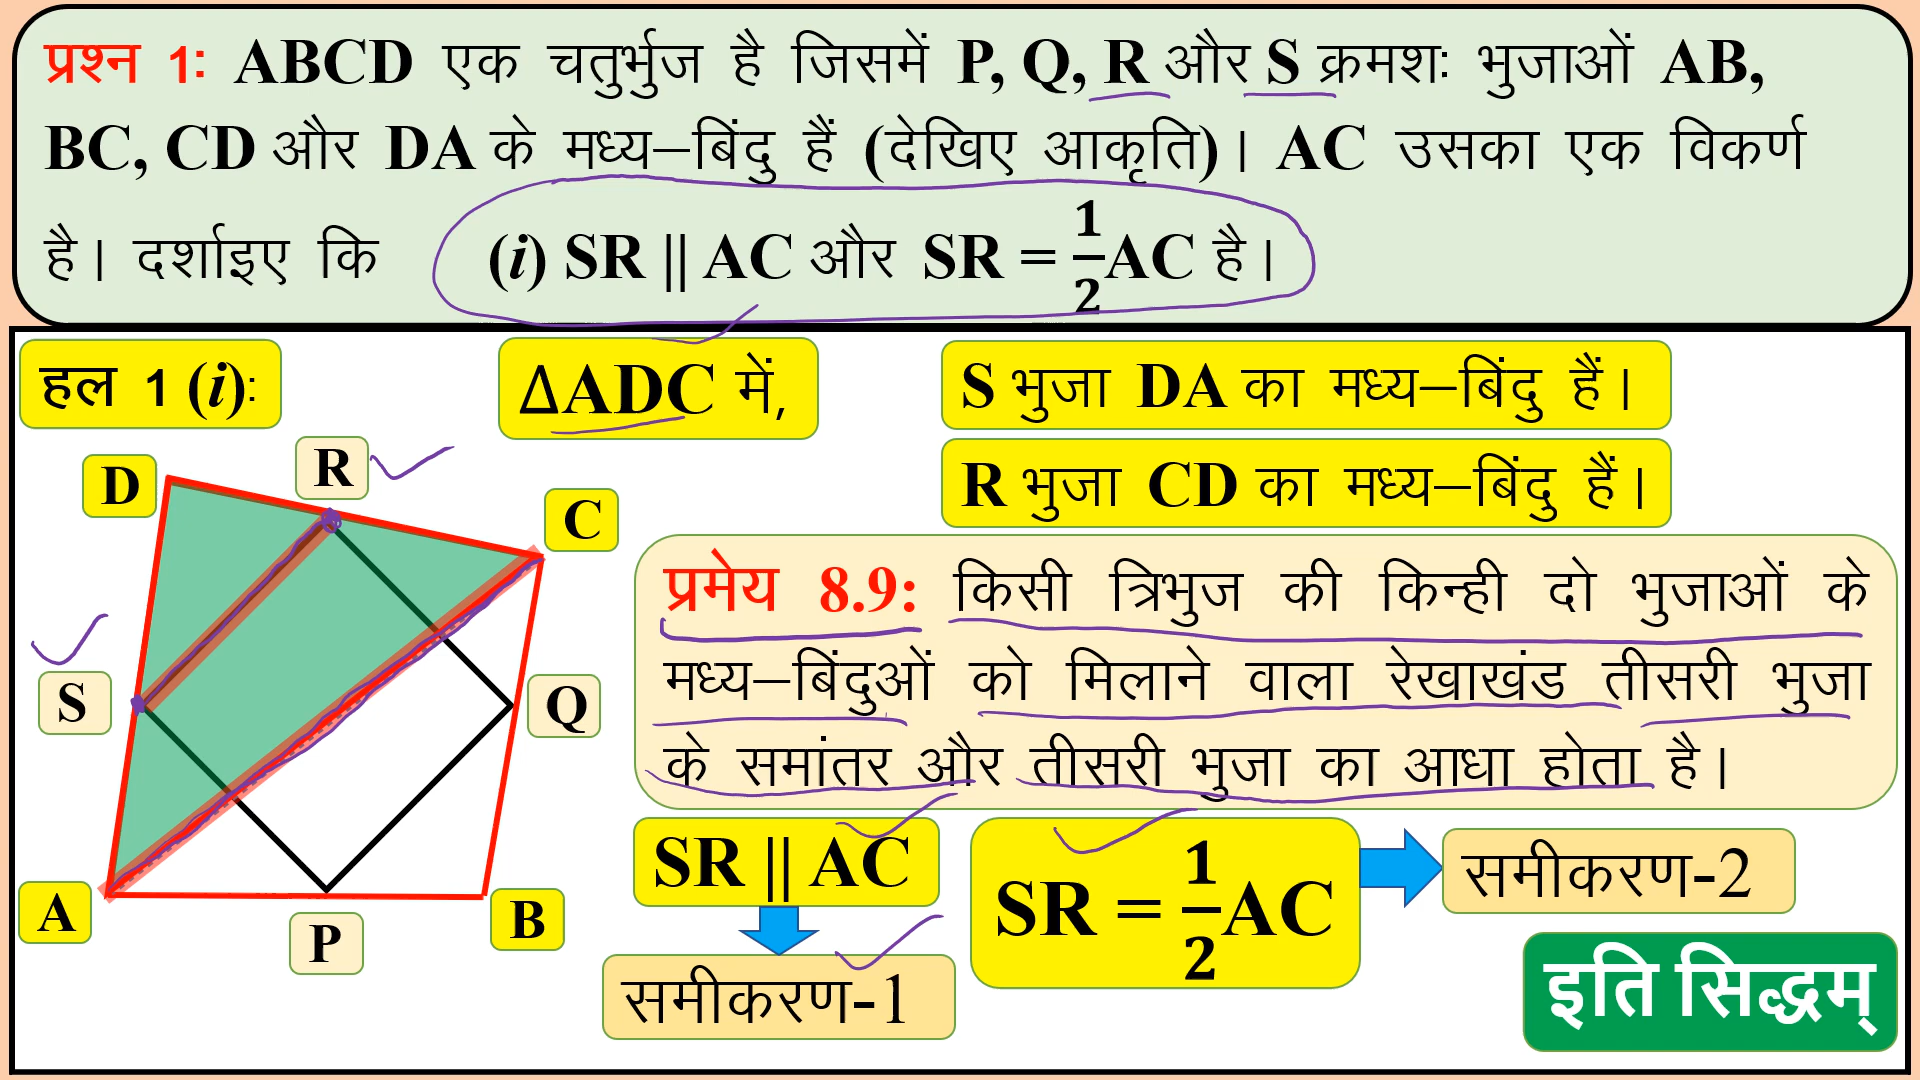 प्रश्न 1: ABCD एक चतुर्भुज है जिसमें P, Q, R और S क्रमशः भुजाओं AB,
BC, CD और DA के मध्य–बिंदु हैं (देखिए आकृति)। AC उसका एक विकर्ण
है। दर्शाइए कि (i) SR || AC और SR = 1/2 AC है।
हल 1 (i):
ΔADC में,
S भुजा DA का मध्य–बिंदु हैं।
R भुजा CD का मध्य–बिंदु हैं।
D
R
C
S
Q
A
P
B
प्रमेय 8.9: किसी त्रिभुज की किन्ही दो भुजाओं के
मध्य–बिंदुओं को मिलाने वाला रेखाखंड तीसरी भुजा
के समांतर और तीसरी भुजा का आधा होता है।
SR || AC
SR = 1/2 AC
समीकरण-2
समीकरण-1
इति सिद्धम्